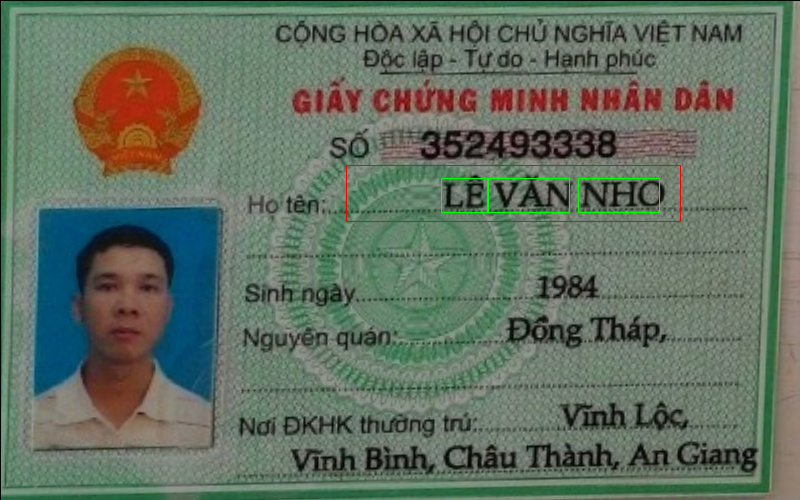 CỘNG HÒA XÃ HỘI CHỦ NGHĨA VIỆT NAM
Độc lập - Tự do - Hạnh phúc
GIẤY CHỨNG MINH NHÂN DÂN
SỐ 352493338
Họ tên: LÊ VĂN NHO
Sinh ngày 1984
Nguyên quán: Đồng Tháp,
Nơi ĐKHK thường trú: Vĩnh Lộc,
Vĩnh Bình, Châu Thành, An Giang